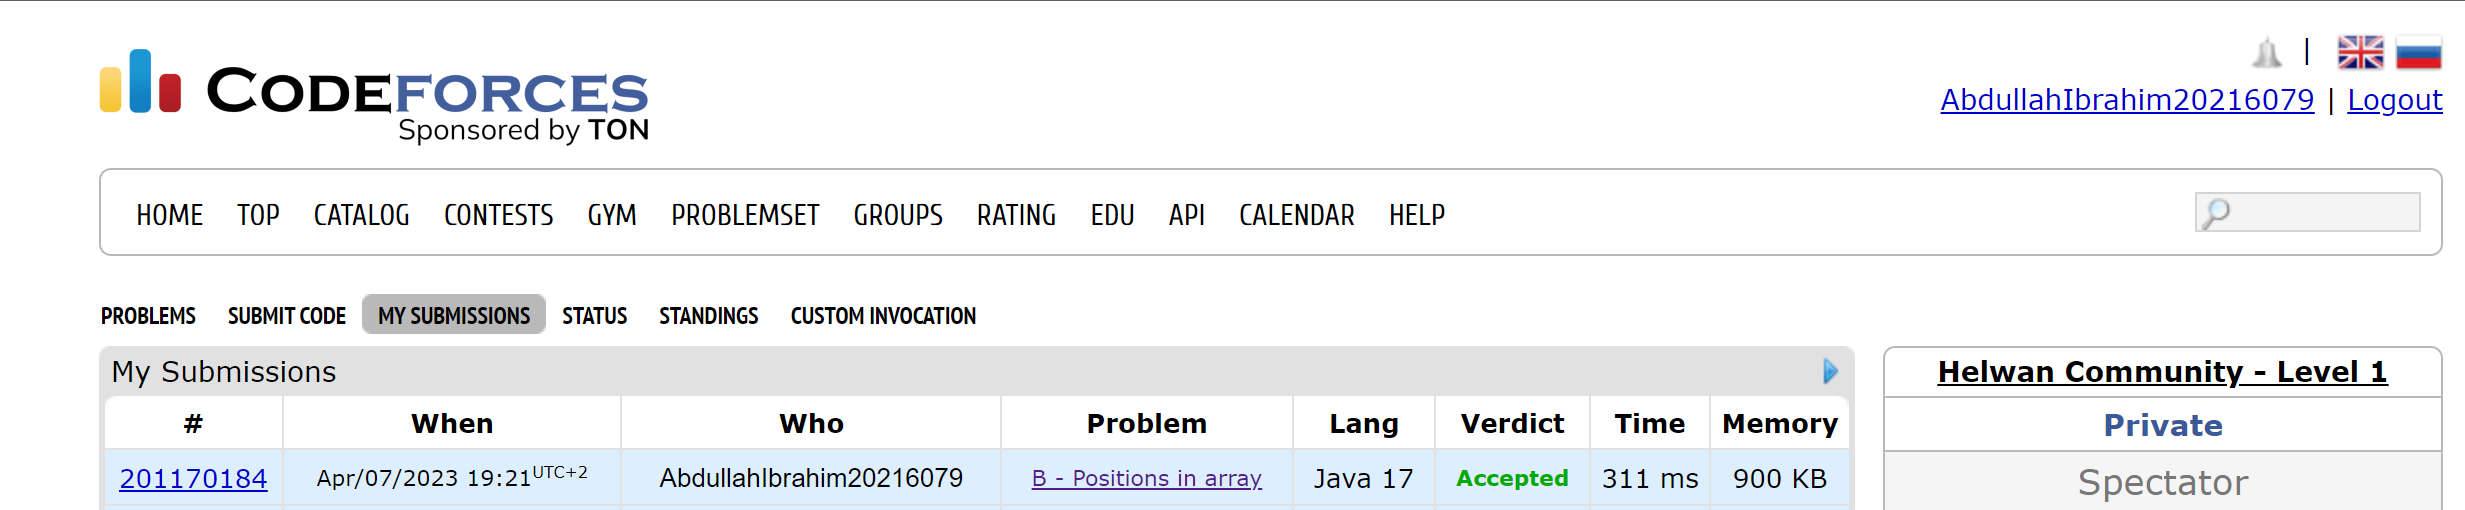 CODEFORCES
Sponsored by TON
|
AbdullahIbrahim20216079 | Logout
HOME TOP CATALOG CONTESTS GYM PROBLEMSET GROUPS RATING EDU API CALENDAR HELP
PROBLEMS SUBMIT CODE MY SUBMISSIONS STATUS STANDINGS CUSTOM INVOCATION
My Submissions
# When Who Problem Lang Verdict Time Memory
201170184 Apr/07/2023 19:21UTC+2 AbdullahIbrahim20216079 B - Positions in array Java 17 Accepted 311 ms 900 KB
Helwan Community - Level 1
Private
Spectator